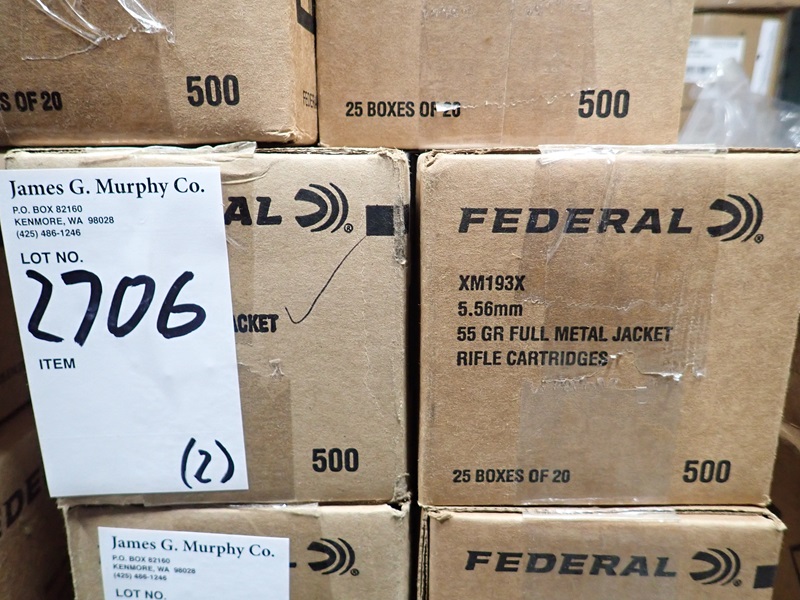 S OF 20
500
25 BOXES OF 20
500
James G. Murphy Co.
P.O. BOX 82160
KENMORE, WA 98028
(425) 486-1246
LOT NO.
2706
ITEM
(2)
AL
ACKET
500
FEDERAL
XM193X
5.56mm
55 GR FULL METAL JACKET
RIFLE CARTRIDGES
25 BOXES OF 20
500
James G. Murphy Co.
P.O. BOX 82160
KENMORE, WA 98028
(425) 486-1246
LOT NO.
FEDERAL